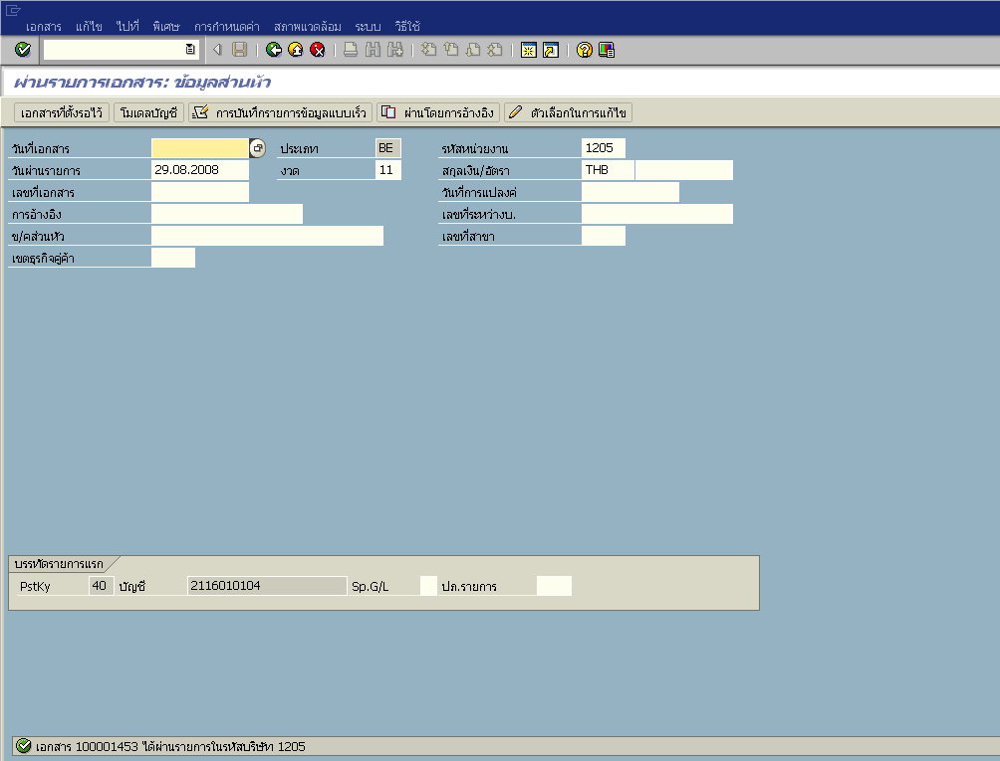 เอกสาร แก้ไข ไปที่ พิเศษ การกำหนดค่า สภาพแวดล้อม ระบบ วิธีใช้
ผ่านรายการเอกสาร: ข้อมูลส่วนหัว
เอกสารที่ตั้งรอไว้ โมเดลบัญชี การบันทึกรายการข้อมูลแบบเร็ว ผ่านโดยการอ้างอิง ตัวเลือกในการแก้ไข
วันที่เอกสาร ประเภท BE รหัสหน่วยงาน 1205
วันผ่านรายการ 29.08.2008 งวด 11 สกุลเงิน/อัตรา THB
เลขที่เอกสาร วันที่การแปลงค่
การอ้างอิง เลขที่ระหว่างบ.
ข/คส่วนหัว เลขที่สาขา
เขตธุรกิจคู่ค้า
บรรทัดรายการแรก
PstKy 40 บัญชี 2116010104 Sp.G/L ปภ.รายการ
เอกสาร 100001453 ได้ผ่านรายการในรหัสบริษัท 1205